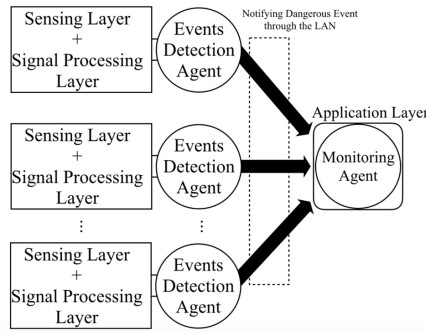 Sensing Layer
+
Signal Processing
Layer
Events
Detection
Agent
Notifying Dangerous Event
through the LAN
Sensing Layer
+
Signal Processing
Layer
Events
Detection
Agent
Application Layer
Monitoring
Agent
⋮
⋮
Sensing Layer
+
Signal Processing
Layer
Events
Detection
Agent